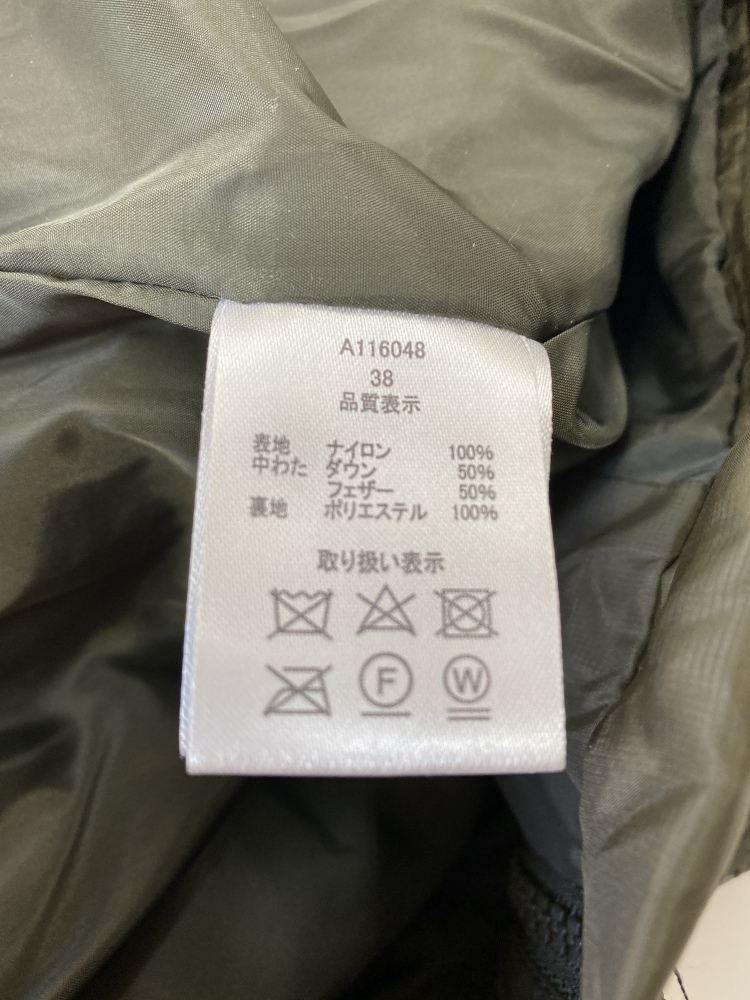 A116048
38
品質表示
表地 ナイロン 100%
中わた ダウン 50%
フェザー 50%
裏地 ポリエステル 100%
取り扱い表示
F W